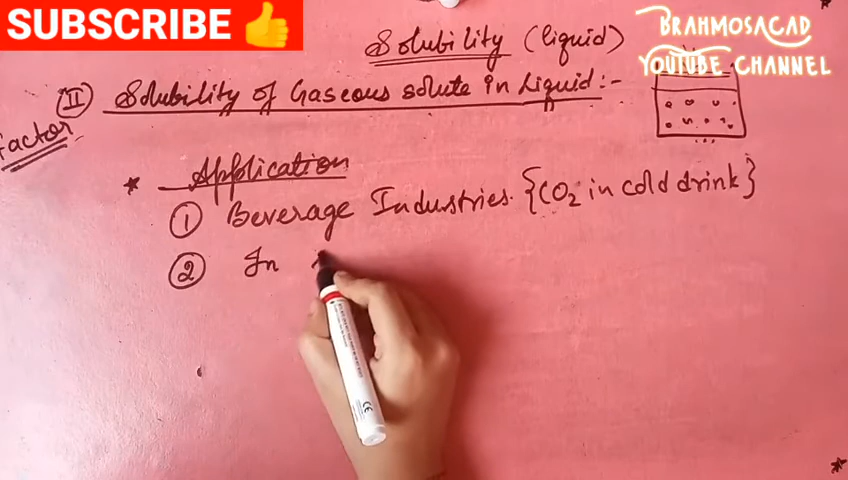 SUBSCRIBE
Solubility (liquid)
BRAHMOSACAD
YOUTUBE CHANNEL
II Solubility of Gaseous solute in Liquid:-
Factor
* Application
1 Beverage Industries. {CO2 in cold drink}
2 In